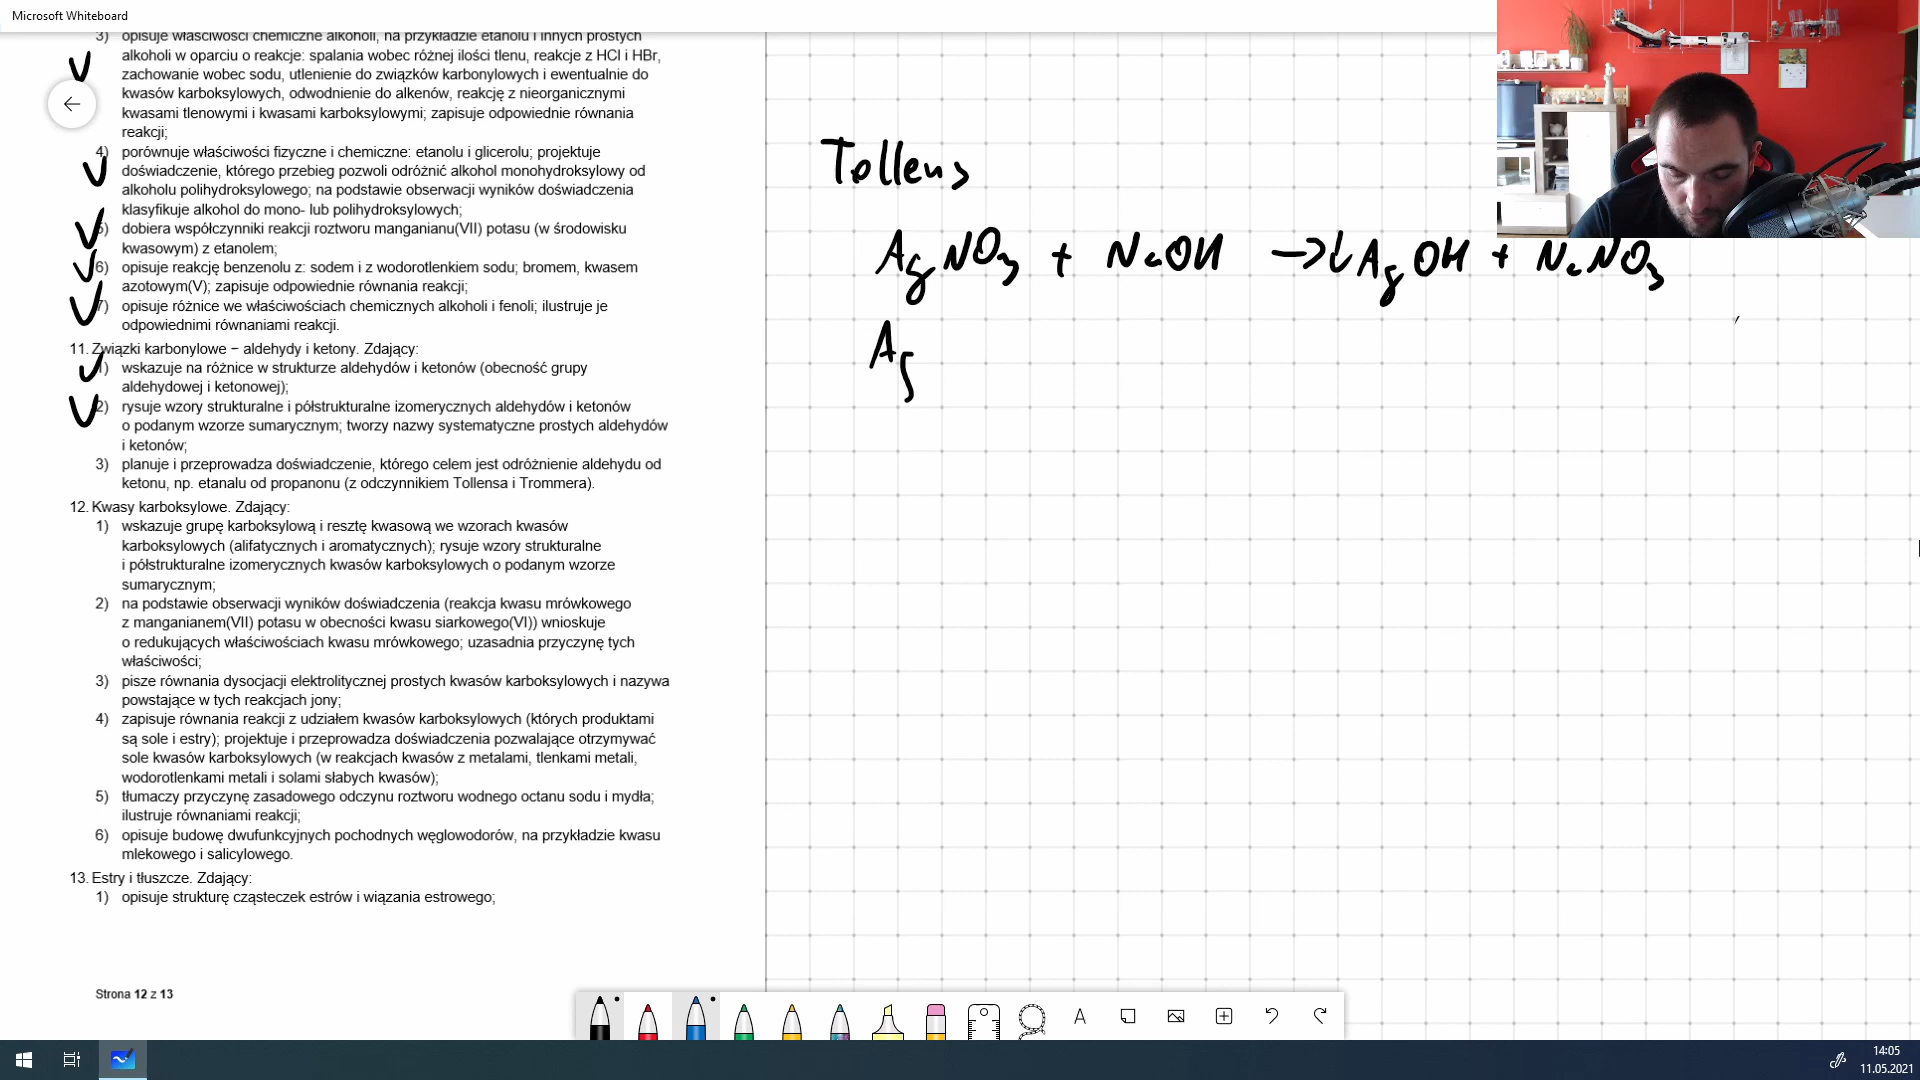 Microsoft Whiteboard
3) opisuje właściwości chemiczne alkoholi, na przykładzie etanolu i innych prostych
alkoholi w oparciu o reakcje: spalania wobec różnej ilości tlenu, reakcje z HCl i HBr,
zachowanie wobec sodu, utlenienie do związków karbonylowych i ewentualnie do
kwasów karboksylowych, odwodnienie do alkenów, reakcję z nieorganicznymi
kwasami tlenowymi i kwasami karboksylowymi; zapisuje odpowiednie równania
reakcji;
4) porównuje właściwości fizyczne i chemiczne: etanolu i glicerolu; projektuje
doświadczenie, którego przebieg pozwoli odróżnić alkohol monohydroksylowy od
alkoholu polihydroksylowego; na podstawie obserwacji wyników doświadczenia
klasyfikuje alkohol do mono- lub polihydroksylowych;
5) dobiera współczynniki reakcji roztworu manganianu(VII) potasu (w środowisku
kwasowym) z etanolem;
6) opisuje reakcję benzenolu z: sodem i z wodorotlenkiem sodu; bromem, kwasem
azotowym(V); zapisuje odpowiednie równania reakcji;
7) opisuje różnice we właściwościach chemicznych alkoholi i fenoli; ilustruje je
odpowiednimi równaniami reakcji.
11. Związki karbonylowe − aldehydy i ketony. Zdający:
1) wskazuje na różnice w strukturze aldehydów i ketonów (obecność grupy
aldehydowej i ketonowej);
2) rysuje wzory strukturalne i półstrukturalne izomerycznych aldehydów i ketonów
o podanym wzorze sumarycznym; tworzy nazwy systematyczne prostych aldehydów
i ketonów;
3) planuje i przeprowadza doświadczenie, którego celem jest odróżnienie aldehydu od
ketonu, np. etanalu od propanonu (z odczynnikiem Tollensa i Trommera).
12. Kwasy karboksylowe. Zdający:
1) wskazuje grupę karboksylową i resztę kwasową we wzorach kwasów
karboksylowych (alifatycznych i aromatycznych); rysuje wzory strukturalne
i półstrukturalne izomerycznych kwasów karboksylowych o podanym wzorze
sumarycznym;
2) na podstawie obserwacji wyników doświadczenia (reakcja kwasu mrówkowego
z manganianem(VII) potasu w obecności kwasu siarkowego(VI)) wnioskuje
o redukujących właściwościach kwasu mrówkowego; uzasadnia przyczynę tych
właściwości;
3) pisze równania dysocjacji elektrolitycznej prostych kwasów karboksylowych i nazywa
powstające w tych reakcjach jony;
4) zapisuje równania reakcji z udziałem kwasów karboksylowych (których produktami
są sole i estry); projektuje i przeprowadza doświadczenia pozwalające otrzymywać
sole kwasów karboksylowych (w reakcjach kwasów z metalami, tlenkami metali,
wodorotlenkami metali i solami słabych kwasów);
5) tłumaczy przyczynę zasadowego odczynu roztworu wodnego octanu sodu i mydła;
ilustruje równaniami reakcji;
6) opisuje budowę dwufunkcyjnych pochodnych węglowodorów, na przykładzie kwasu
mlekowego i salicylowego.
13. Estry i tłuszcze. Zdający:
1) opisuje strukturę cząsteczek estrów i wiązania estrowego;
Strona 12 z 13
Tollens
AgNO3 + NaOH →↓AgOH + NaNO3
Ag
14:05
11.05.2021